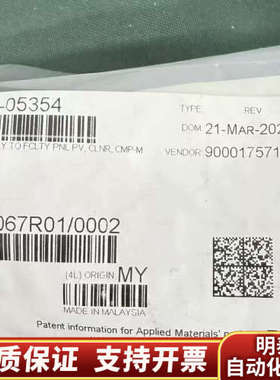 -05354
TYPE. REV
Y TO FCLTY PNL PV, CLNR, CMP-M
DOM 21-MAR-202
VENDOR 900017571
067R01/0002
(4L) ORIGIN MY
MADE IN MALAYSIA
Patent information for Applied Materials'
质保证 支持开票
自动化